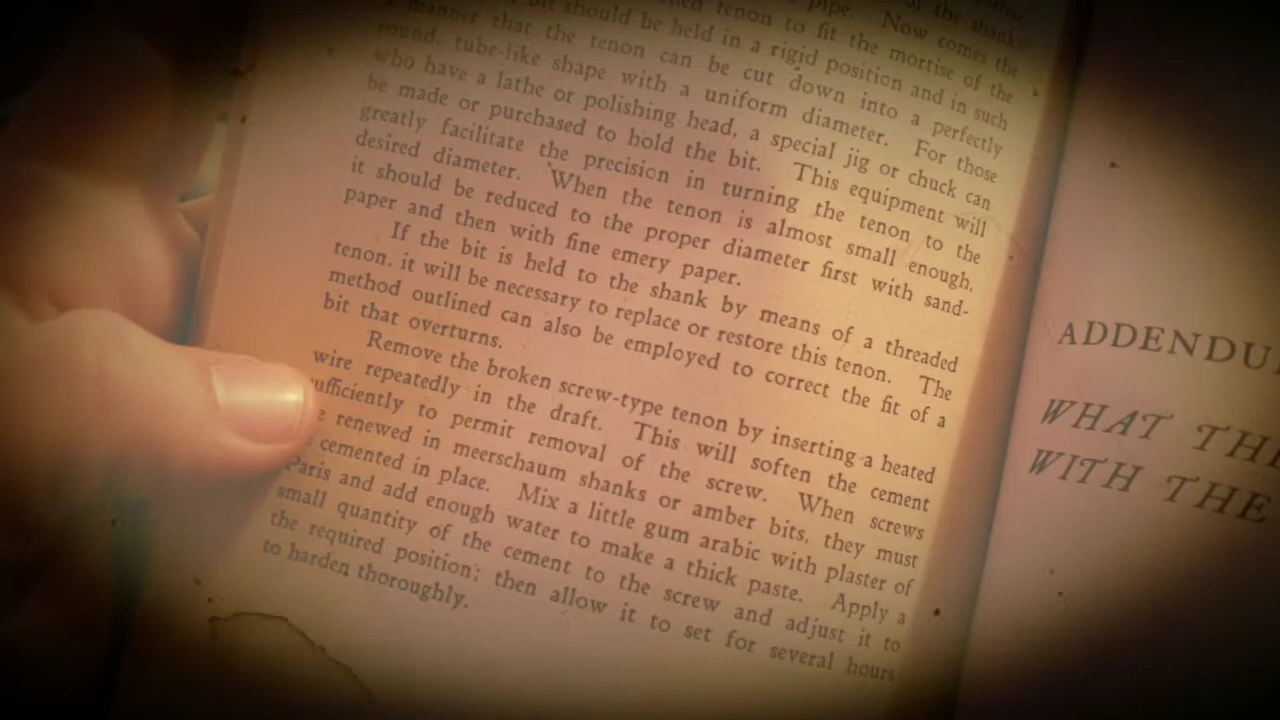 of the shanks
pipe. Now comes the
tenon to fit the mortise of the
bit should be held in a rigid position and in such
manner that the tenon can be cut down into a perfectly
round, tube-like shape with a uniform diameter. For those
who have a lathe or polishing head, a special jig or chuck can
be made or purchased to hold the bit. This equipment will
greatly facilitate the precision in turning the tenon to the
desired diameter. When the tenon is almost small enough,
it should be reduced to the proper diameter first with sand-
paper and then with fine emery paper.
If the bit is held to the shank by means of a threaded
tenon, it will be necessary to replace or restore this tenon. The
method outlined can also be employed to correct the fit of a
bit that overturns.
Remove the broken screw-type tenon by inserting a heated
wire repeatedly in the draft. This will soften the cement
ufficiently to permit removal of the screw. When screws
e renewed in meerschaum shanks or amber bits, they must
cemented in place. Mix a little gum arabic with plaster of
Paris and add enough water to make a thick paste. Apply a
small quantity of the cement to the screw and adjust it to
the required position; then allow it to set for several hours
to harden thoroughly.
ADDENDU
WHAT TH
WITH THE